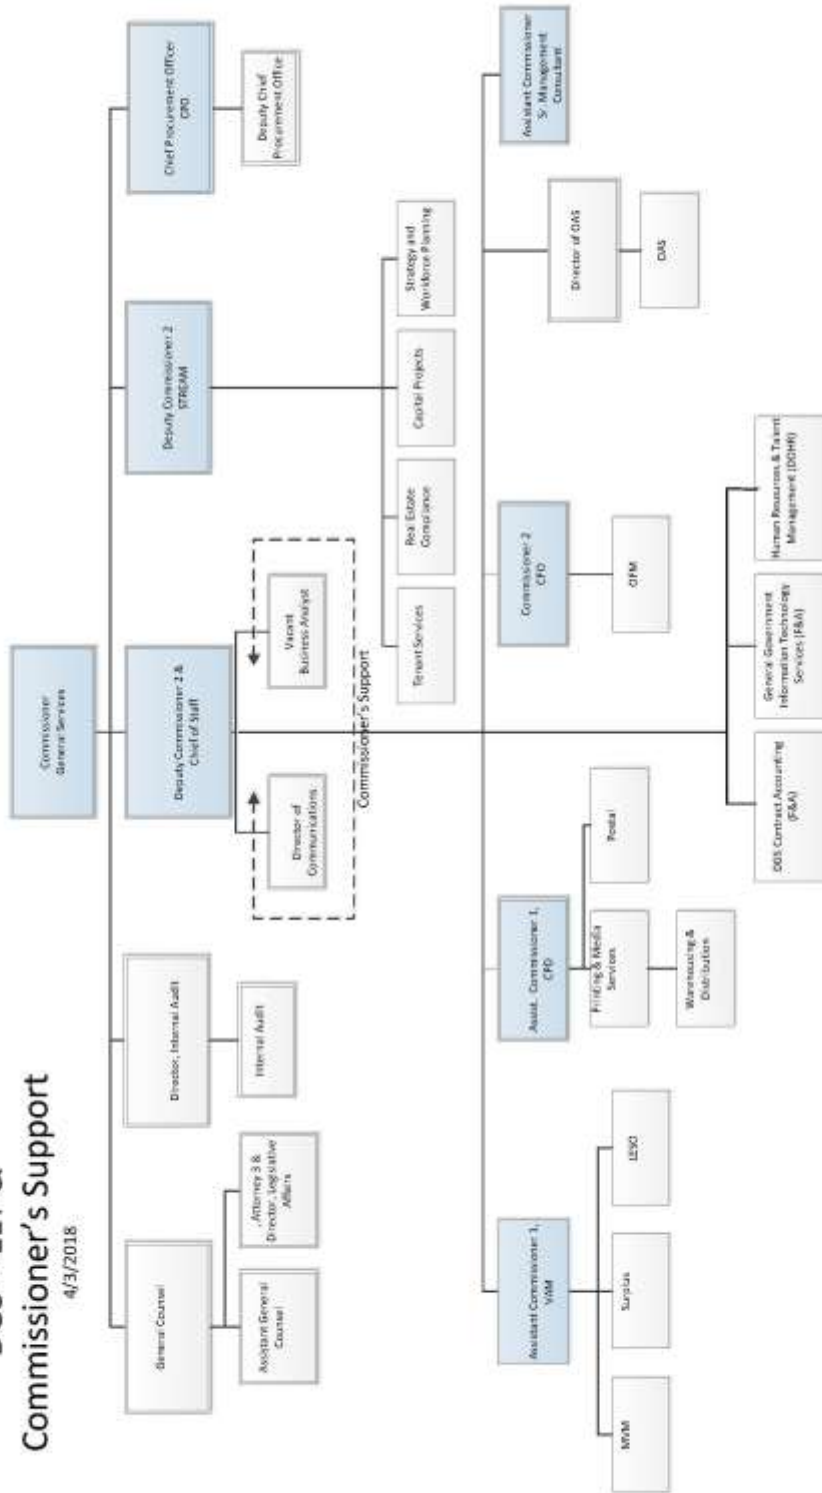 Commissioner's Support
4/3/2018
Commissioner
General Services
General Counsel
Director, Internal Audit
Deputy Commissioner 2 &
Chief of Staff
Deputy Commissioner 2
STREAM
Chief Procurement Officer
CPO
Assistant General
Counsel
, Attorney 3 &
Director, Legislative
Affairs
Internal Audit
Director of
Communications
Vacant
Business Analyst
Commissioner's Support
Deputy Chief
Procurement Office
Tenant Services
Real Estate
Compliance
Capital Projects
Strategy and
Workforce Planning
Assistant Commissioner 1,
VAM
Assist. Commissioner 1,
CPD
Commissioner 2
CFO
Director of OAS
Assistant Commissioner
Sr. Management
Consultant
MVM
Surplus
LESO
Printing & Media
Services
Postal
Warehousing &
Distribution
OFM
OAS
DGS Contract Accounting
(F&A)
General Government
Information Technology
Services (F&A)
Human Resources & Talent
Management (DOHR)